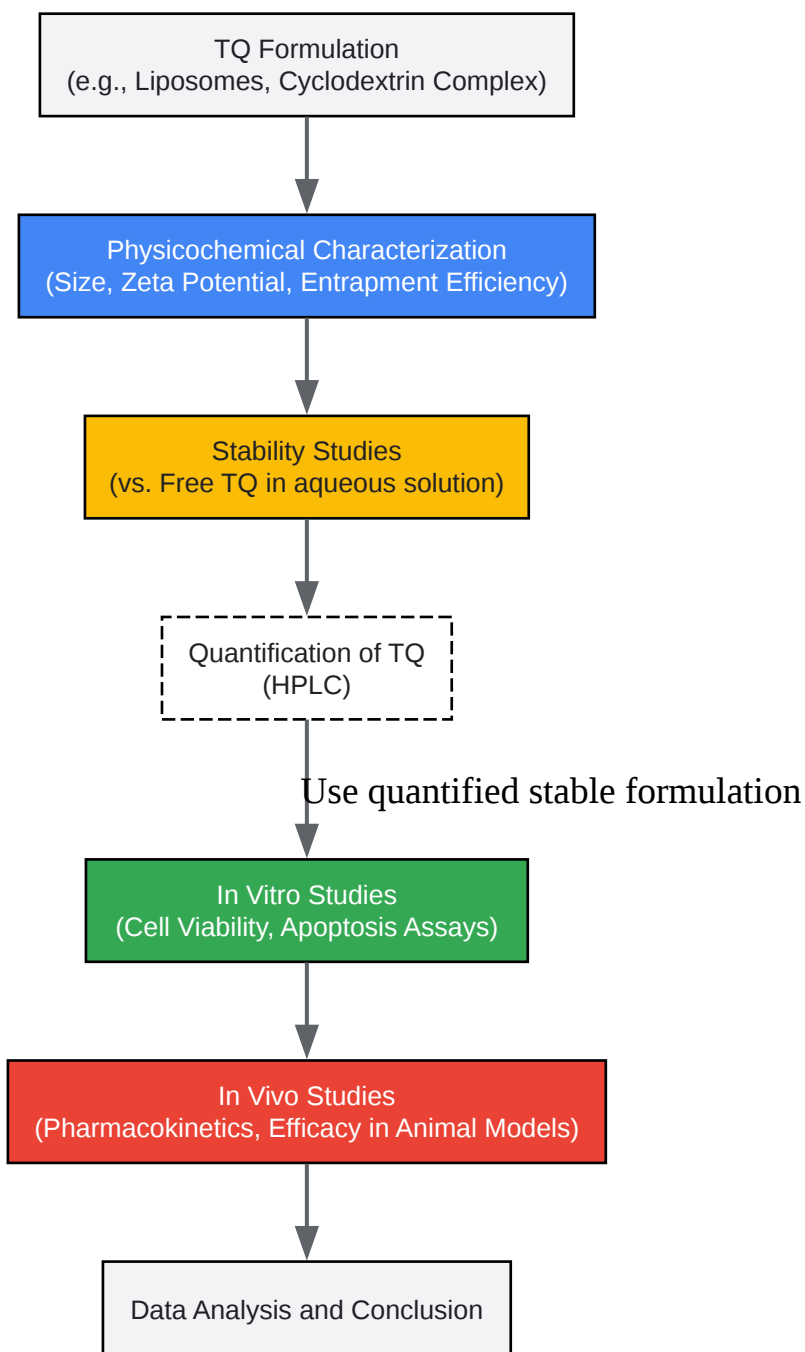 TQ Formulation
(e.g., Liposomes, Cyclodextrin Complex)
Physicochemical Characterization
(Size, Zeta Potential, Entrapment Efficiency)
Stability Studies
(vs. Free TQ in aqueous solution)
Quantification of TQ
(HPLC)
Use quantified stable formulation
In Vitro Studies
(Cell Viability, Apoptosis Assays)
In Vivo Studies
(Pharmacokinetics, Efficacy in Animal Models)
Data Analysis and Conclusion